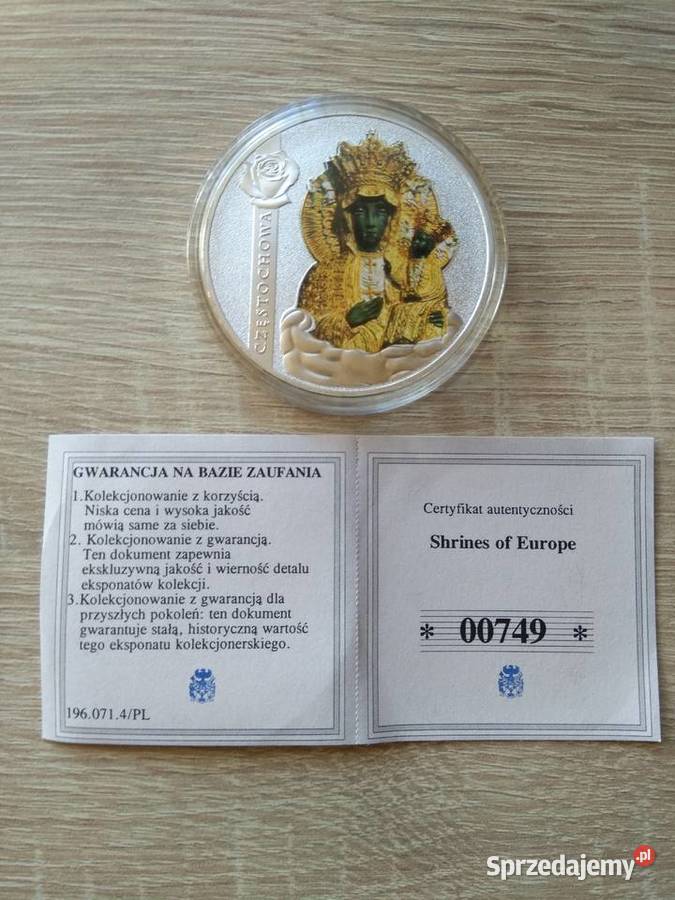 CZĘSTOCHOWA
GWARANCJA NA BAZIE ZAUFANIA
1.Kolekcjonowanie z korzyścią.
Niska cena i wysoka jakość
mówią same za siebie.
2. Kolekcjonowanie z gwarancją.
Ten dokument zapewnia
ekskluzywną jakość i wierność detalu
eksponatów kolekcji.
3.Kolekcjonowanie z gwarancją dla
przyszłych pokoleń: ten dokument
gwarantuje stałą, historyczną wartość
tego eksponatu kolekcjonerskiego.
196.071.4/PL
Certyfikat autentyczności
Shrines of Europe
* 00749 *
Sprzedajemy.pl